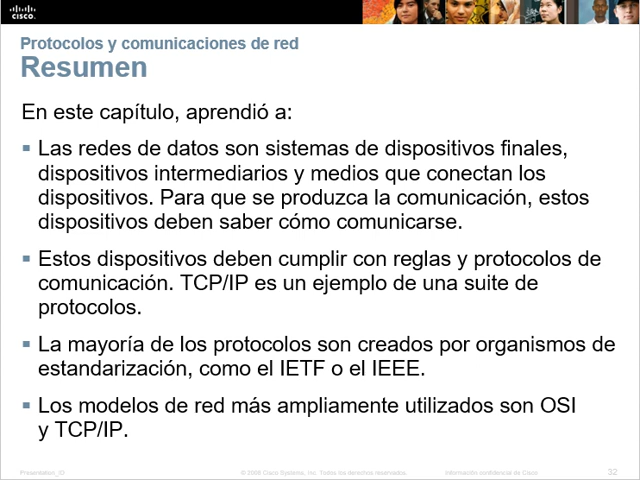 CISCO
Protocolos y comunicaciones de red
Resumen
En este capítulo, aprendió a:
▪ Las redes de datos son sistemas de dispositivos finales,
dispositivos intermediarios y medios que conectan los
dispositivos. Para que se produzca la comunicación, estos
dispositivos deben saber cómo comunicarse.
▪ Estos dispositivos deben cumplir con reglas y protocolos de
comunicación. TCP/IP es un ejemplo de una suite de
protocolos.
▪ La mayoría de los protocolos son creados por organismos de
estandarización, como el IETF o el IEEE.
▪ Los modelos de red más ampliamente utilizados son OSI
y TCP/IP.
Presentation_ID © 2008 Cisco Systems, Inc. Todos los derechos reservados. Información confidencial de Cisco 32